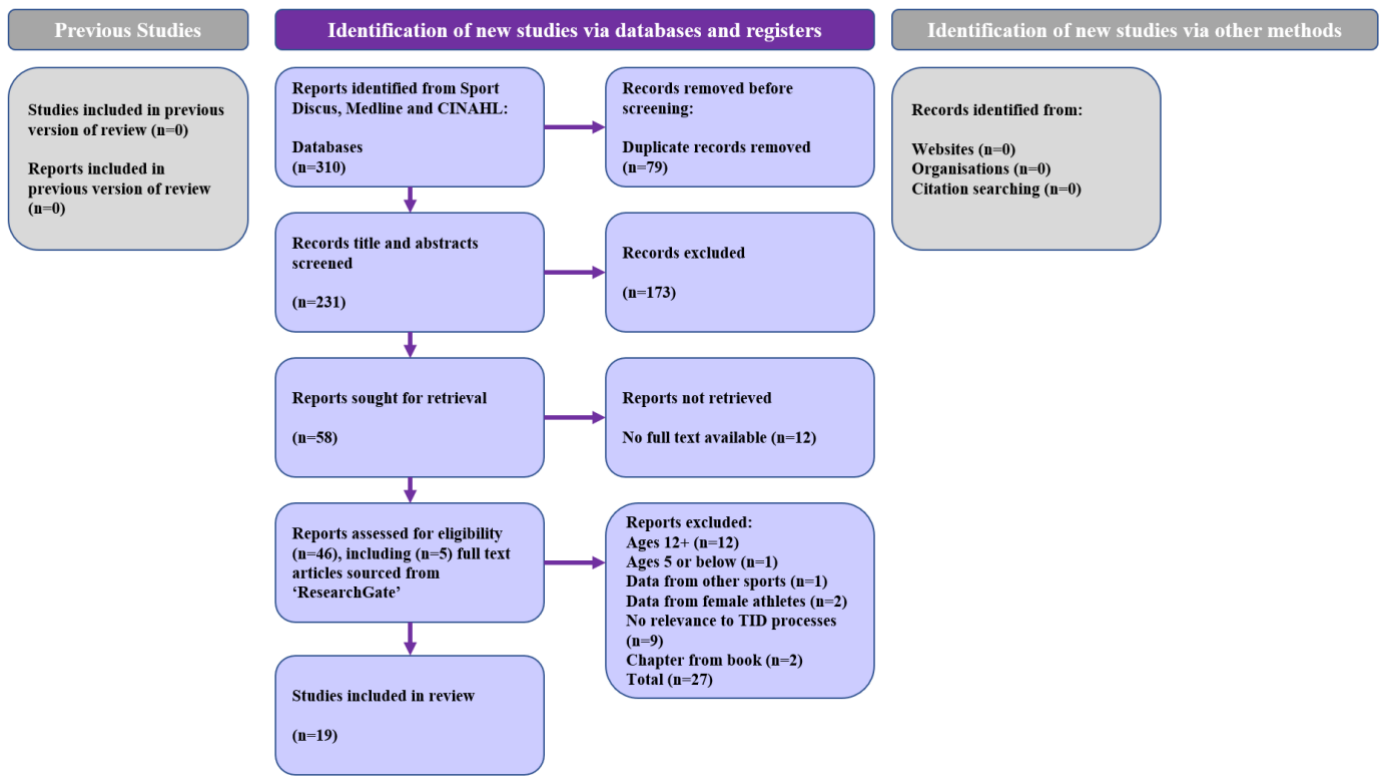 Previous Studies
Identification of new studies via databases and registers
Identification of new studies via other methods
Studies included in previous
version of review (n=0)
Reports included in
previous version of review
(n=0)
Reports identified from Sport
Discus, Medline and CINAHL:
Databases
(n=310)
Records removed before
screening:
Duplicate records removed
(n=79)
Records identified from:
Websites (n=0)
Organisations (n=0)
Citation searching (n=0)
Records title and abstracts
screened
(n=231)
Records excluded
(n=173)
Reports sought for retrieval
(n=58)
Reports not retrieved
No full text available (n=12)
Reports assessed for eligibility
(n=46), including (n=5) full text
articles sourced from
‘ResearchGate’
Reports excluded:
Ages 12+ (n=12)
Ages 5 or below (n=1)
Data from other sports (n=1)
Data from female athletes (n=2)
No relevance to TID processes
(n=9)
Chapter from book (n=2)
Total (n=27)
Studies included in review
(n=19)